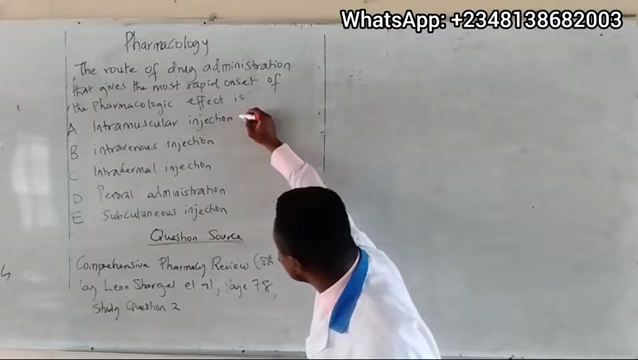 WhatsApp: +2348138682003
Pharmacology
The route of drug administration
that gives the most rapid onset of
the Pharmacologic effect is
A Intramuscular injection
B intravenous injection
C Intradermal injection
D Peroral administration
E Subcutaneous injection
Question Source
Comprehensive Pharmacy Review
by Leon Shargel et al, Page 78,
Study Question 2